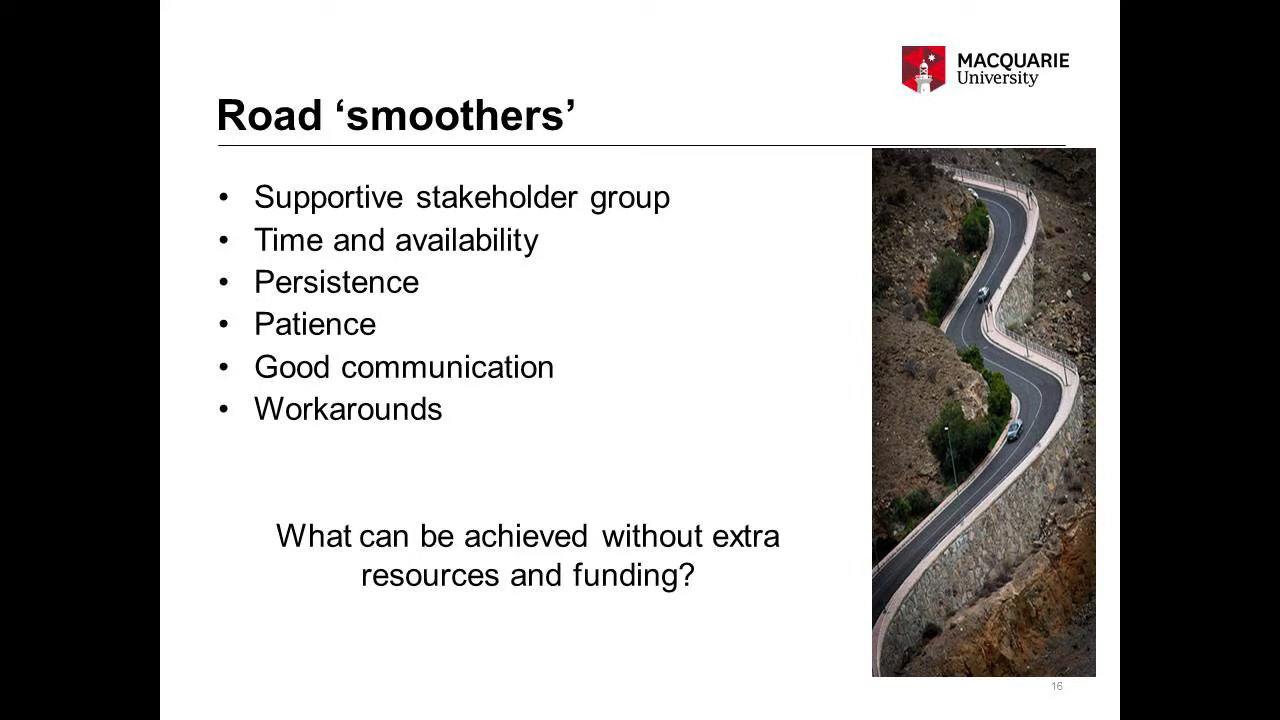 MACQUARIE
University
Road ‘smoothers’
• Supportive stakeholder group
• Time and availability
• Persistence
• Patience
• Good communication
• Workarounds
What can be achieved without extra
resources and funding?
16